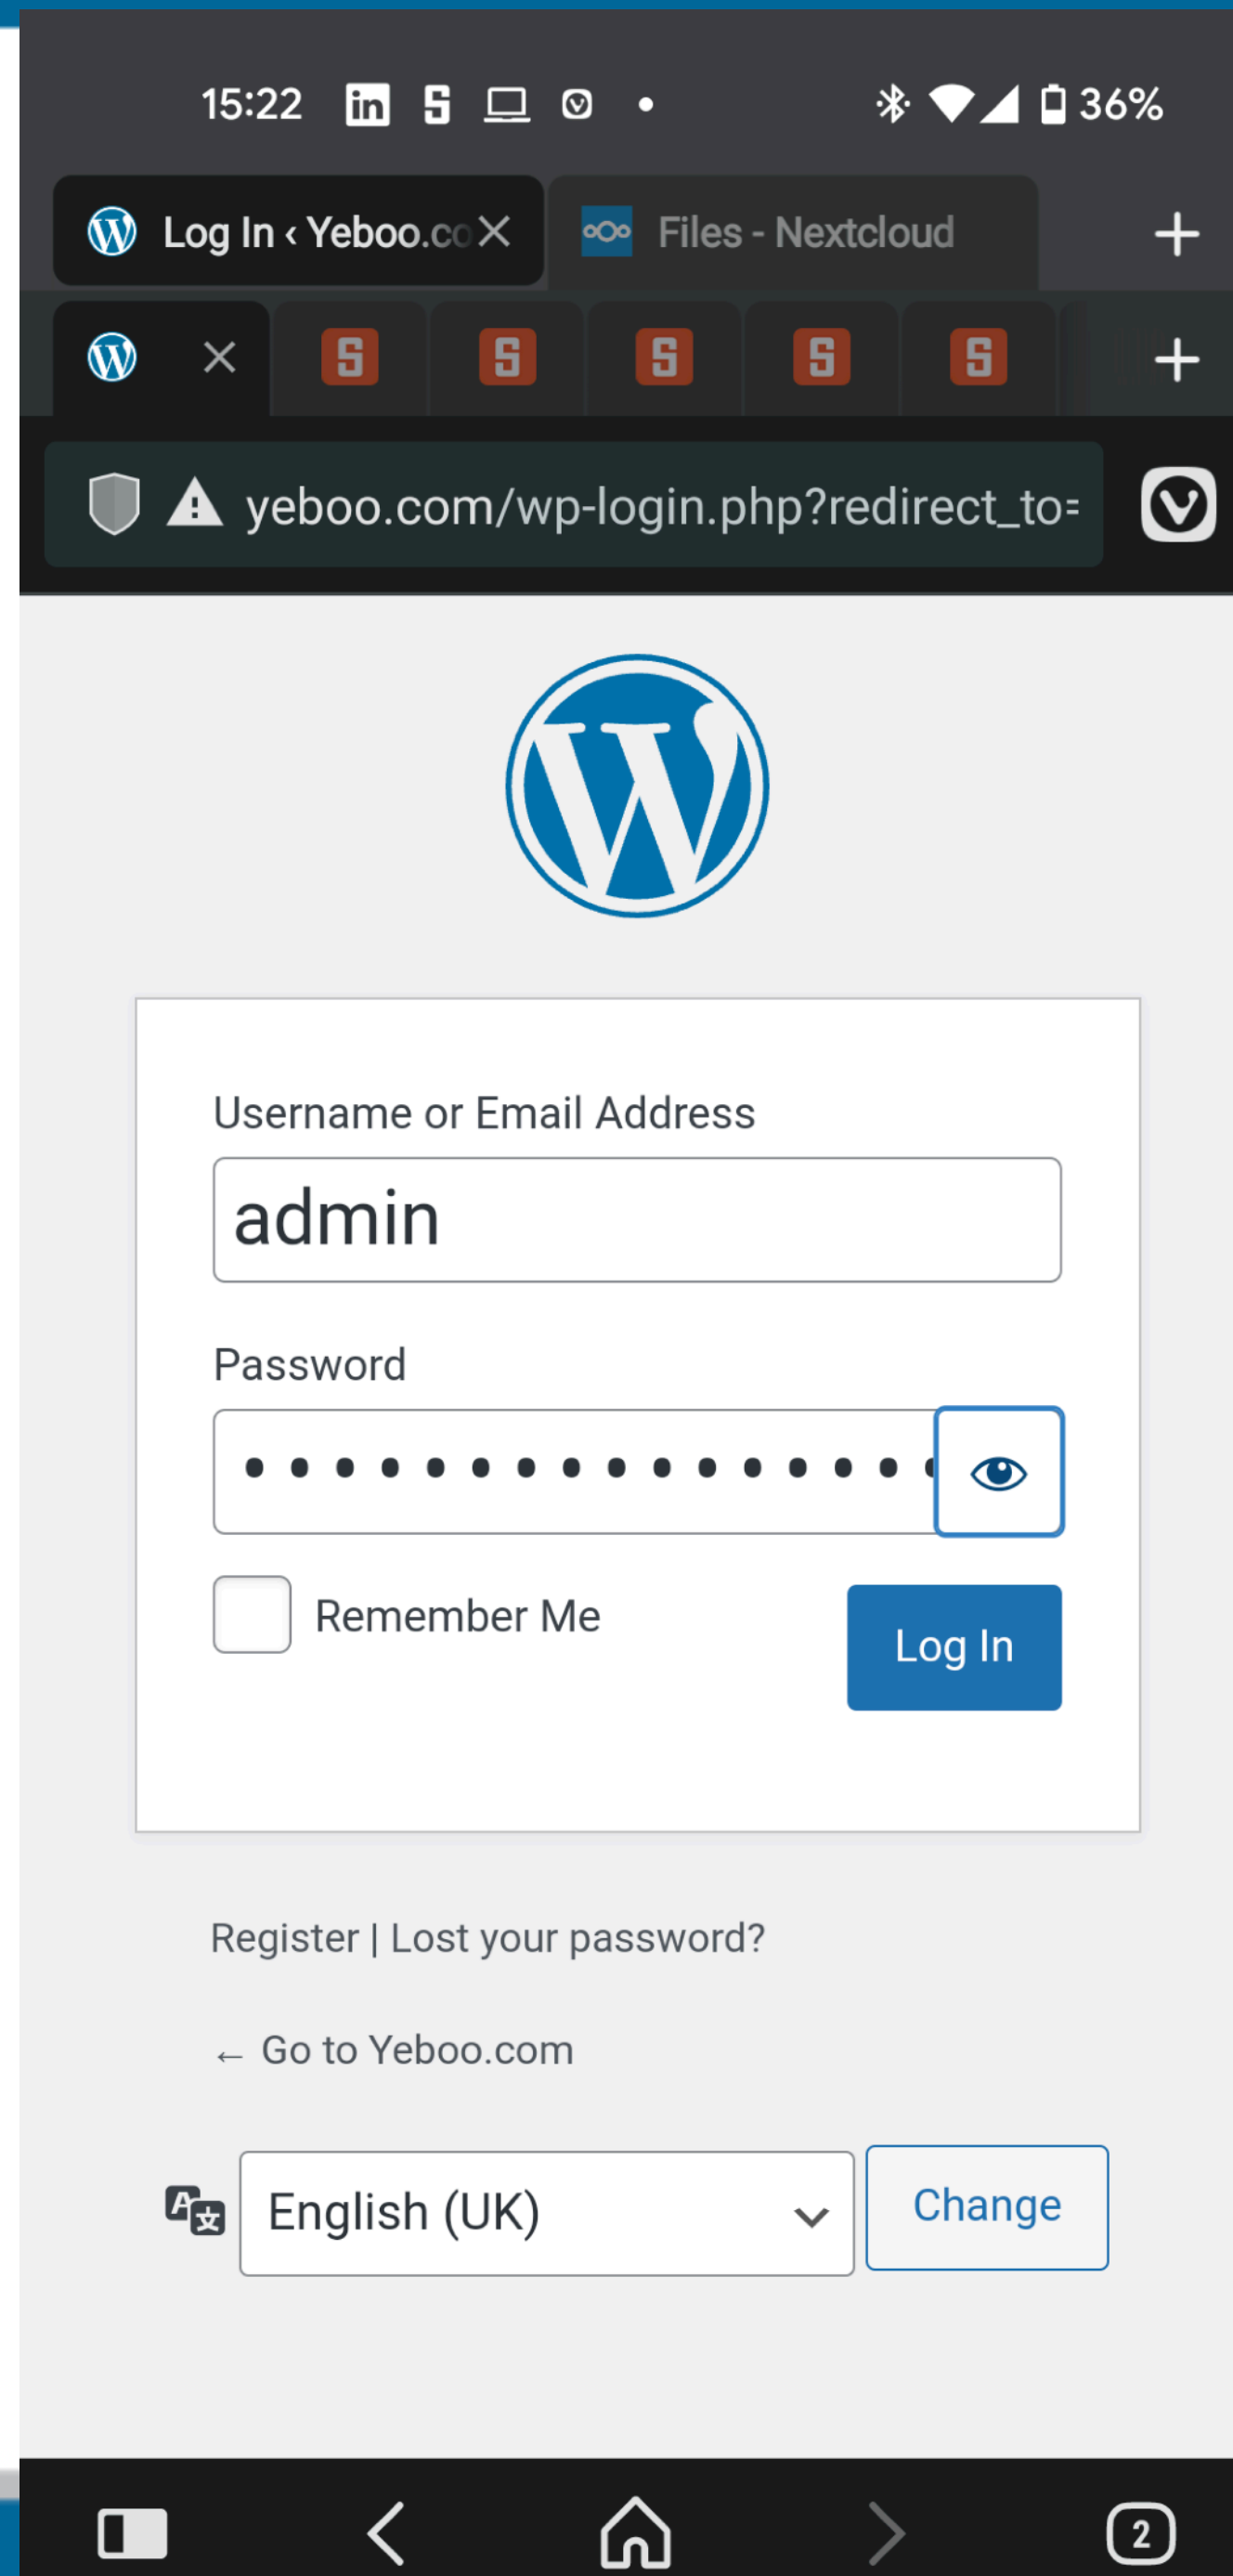 15:22 36%
Log In ‹ Yeboo.co Files - Nextcloud
yeboo.com/wp-login.php?redirect_to=
Username or Email Address
admin
Password
Remember Me
Log In
Register | Lost your password?
← Go to Yeboo.com
English (UK)
Change
2